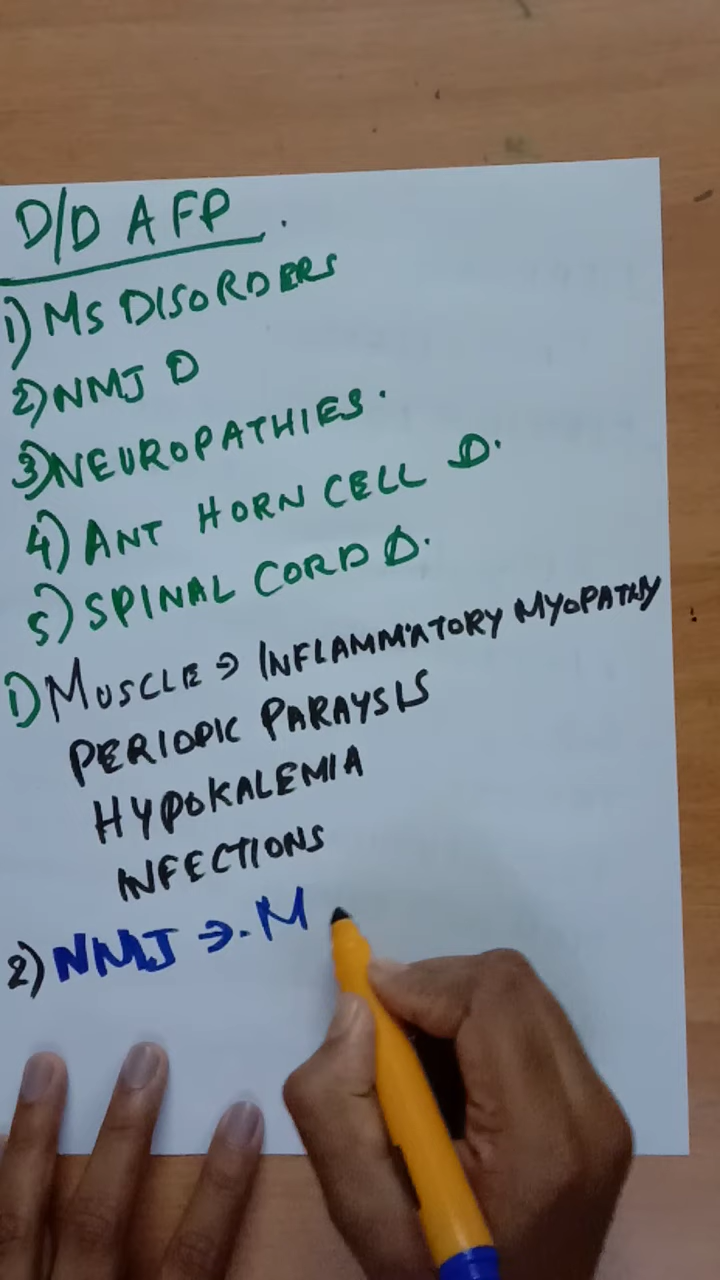 D/D AFP.
1) Ms DISORDERS
2) NMJ D
3) NEUROPATHIES.
4) ANT HORN CELL D.
5) SPINAL CORD D.
1) MUSCLE → INFLAMMATORY MYOPATHY
PERIODIC PARAYSIS
HYPOKALEMIA
INFECTIONS
2) NMJ →. M